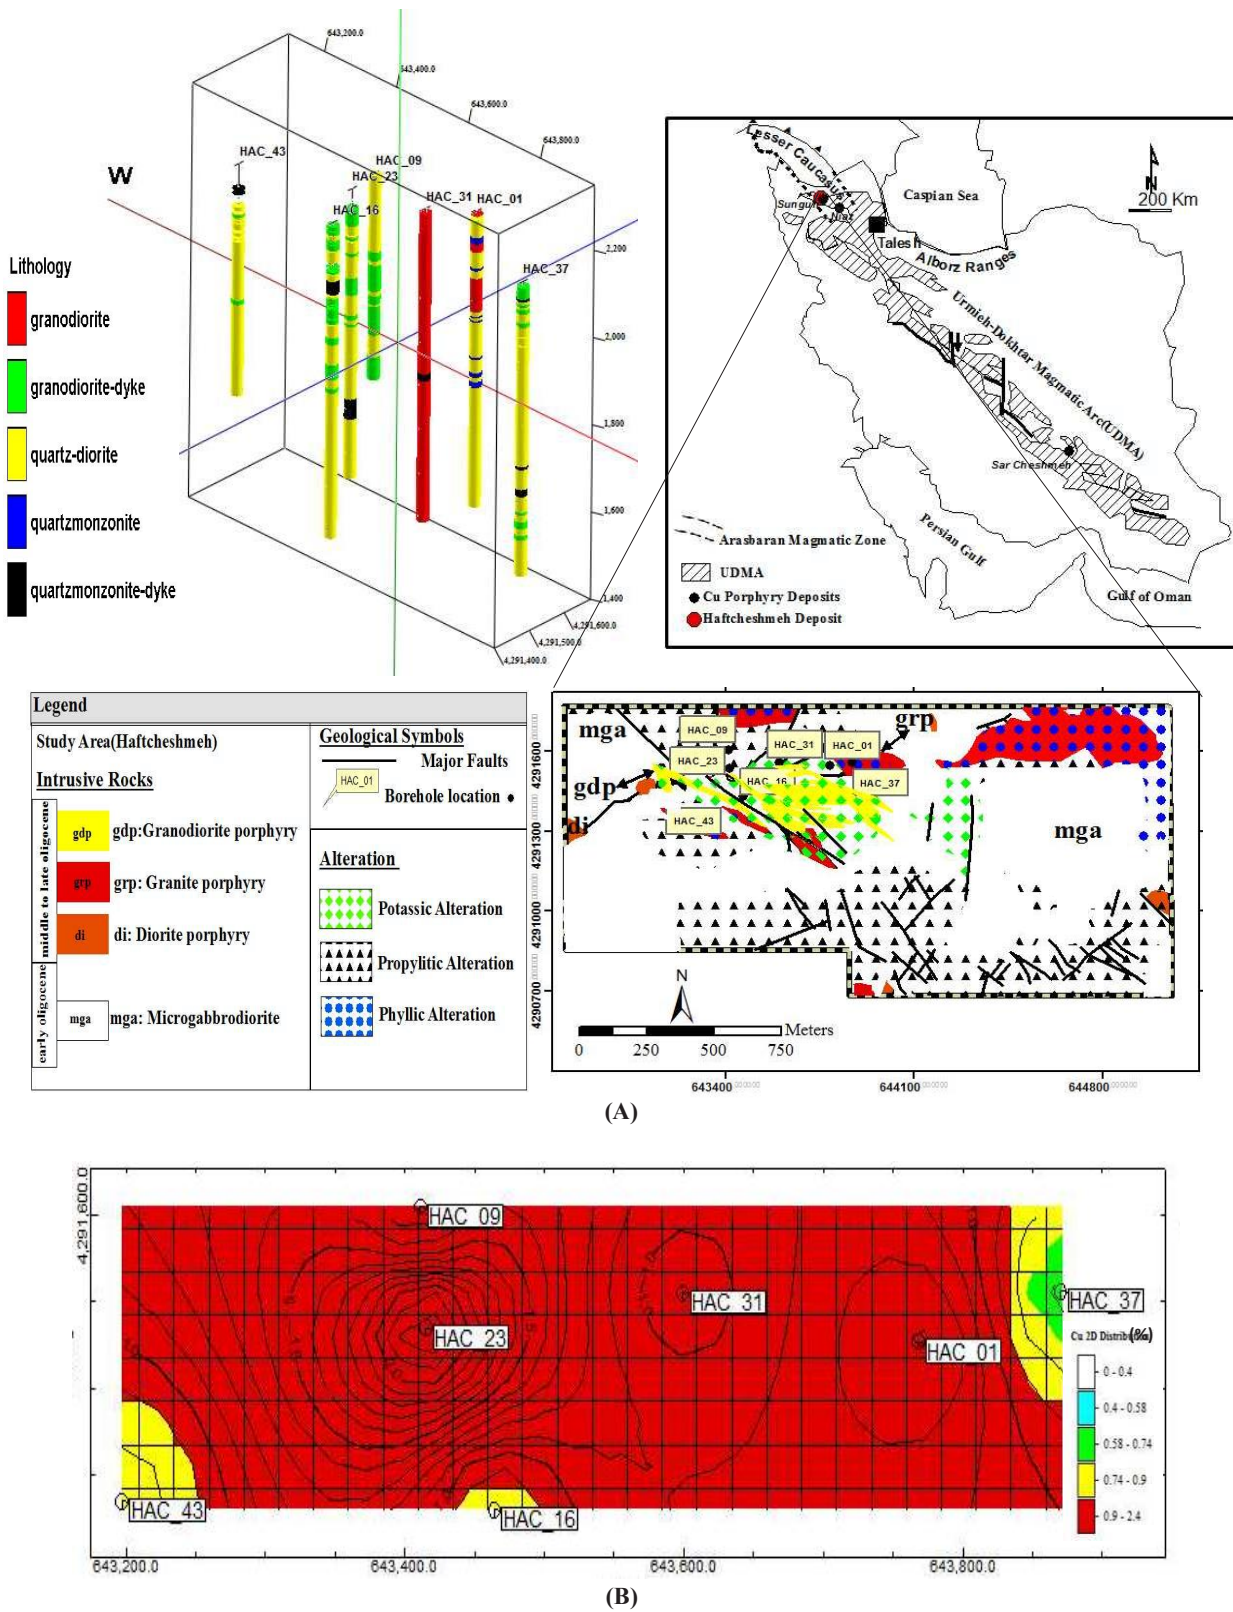 643,200.0
643,400.0
643,600.0
643,800.0
HAC_43
HAC_09
HAC_23
HAC_16
HAC_31
HAC_01
HAC_37
W
2,200
2,000
1,800
1,600
1,400
4,291,600.0
4,291,500.0
4,291,400.0
Lithology
granodiorite
granodiorite-dyke
quartz-diorite
quartzmonzonite
quartzmonzonite-dyke
Lesser Caucasus
Caspian Sea
N
200 Km
Sungun
Niaz
Talesh
Alborz Ranges
Urmieh-Dokhtar Magmatic Arc(UDMA)
Sar Cheshmeh
Persian Gulf
Gulf of Oman
Arasbaran Magmatic Zone
UDMA
Cu Porphyry Deposits
Haftcheshmeh Deposit
Legend
Study Area(Haftcheshmeh)
Intrusive Rocks
middle to late oligocene
gdp
gdp:Granodiorite porphyry
grp
grp: Granite porphyry
di
di: Diorite porphyry
early oligocene
mga
mga: Microgabbrodiorite
Geological Symbols
Major Faults
HAC_01
Borehole location
Alteration
Potassic Alteration
Propylitic Alteration
Phyllic Alteration
mga
grp
HAC_09
HAC_31
HAC_01
HAC_23
HAC_16
HAC_37
gdp
HAC_43
di
mga
4291600
4291300
4291000
4290700
N
Meters
0 250 500 750
643400
644100
644800
(A)
4,291,600.0
HAC_09
HAC_31
HAC_37
HAC_23
HAC_01
HAC_43
HAC_16
(%)
0 - 0.4
0.4 - 0.58
0.58 - 0.74
0.74 - 0.9
0.9 - 2.4
643,200.0
643,400.0
643,600.0
643,800.0
(B)